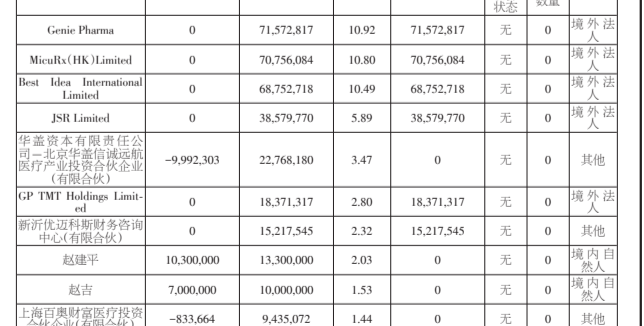 状态
数量
Genie Pharma 0 71,572,817 10.92 71,572,817 无 0 境外法
人
MicuRx(HK)Limited 0 70,756,084 10.80 70,756,084 无 0 境外法
人
Best Idea International
Limited 0 68,752,718 10.49 68,752,718 无 0 境外法
人
JSR Limited 0 38,579,770 5.89 38,579,770 无 0 境外法
人
华盖资本有限责任公
司—北京华盖信诚远航
医疗产业投资合伙企业
(有限合伙) -9,992,303 22,768,180 3.47 0 无 0 其他
GP TMT Holdings Limit-
ed 0 18,371,317 2.80 18,371,317 无 0 境外法
人
新沂优迈科斯财务咨询
中心(有限合伙) 0 15,217,545 2.32 15,217,545 无 0 其他
赵建平 10,300,000 13,300,000 2.03 0 无 0 境内自
然人
赵吉 7,000,000 10,000,000 1.53 0 无 0 境内自
然人
上海百奥财富医疗投资
合伙企业(有限合伙) -833,664 9,435,072 1.44 0 无 0 其他